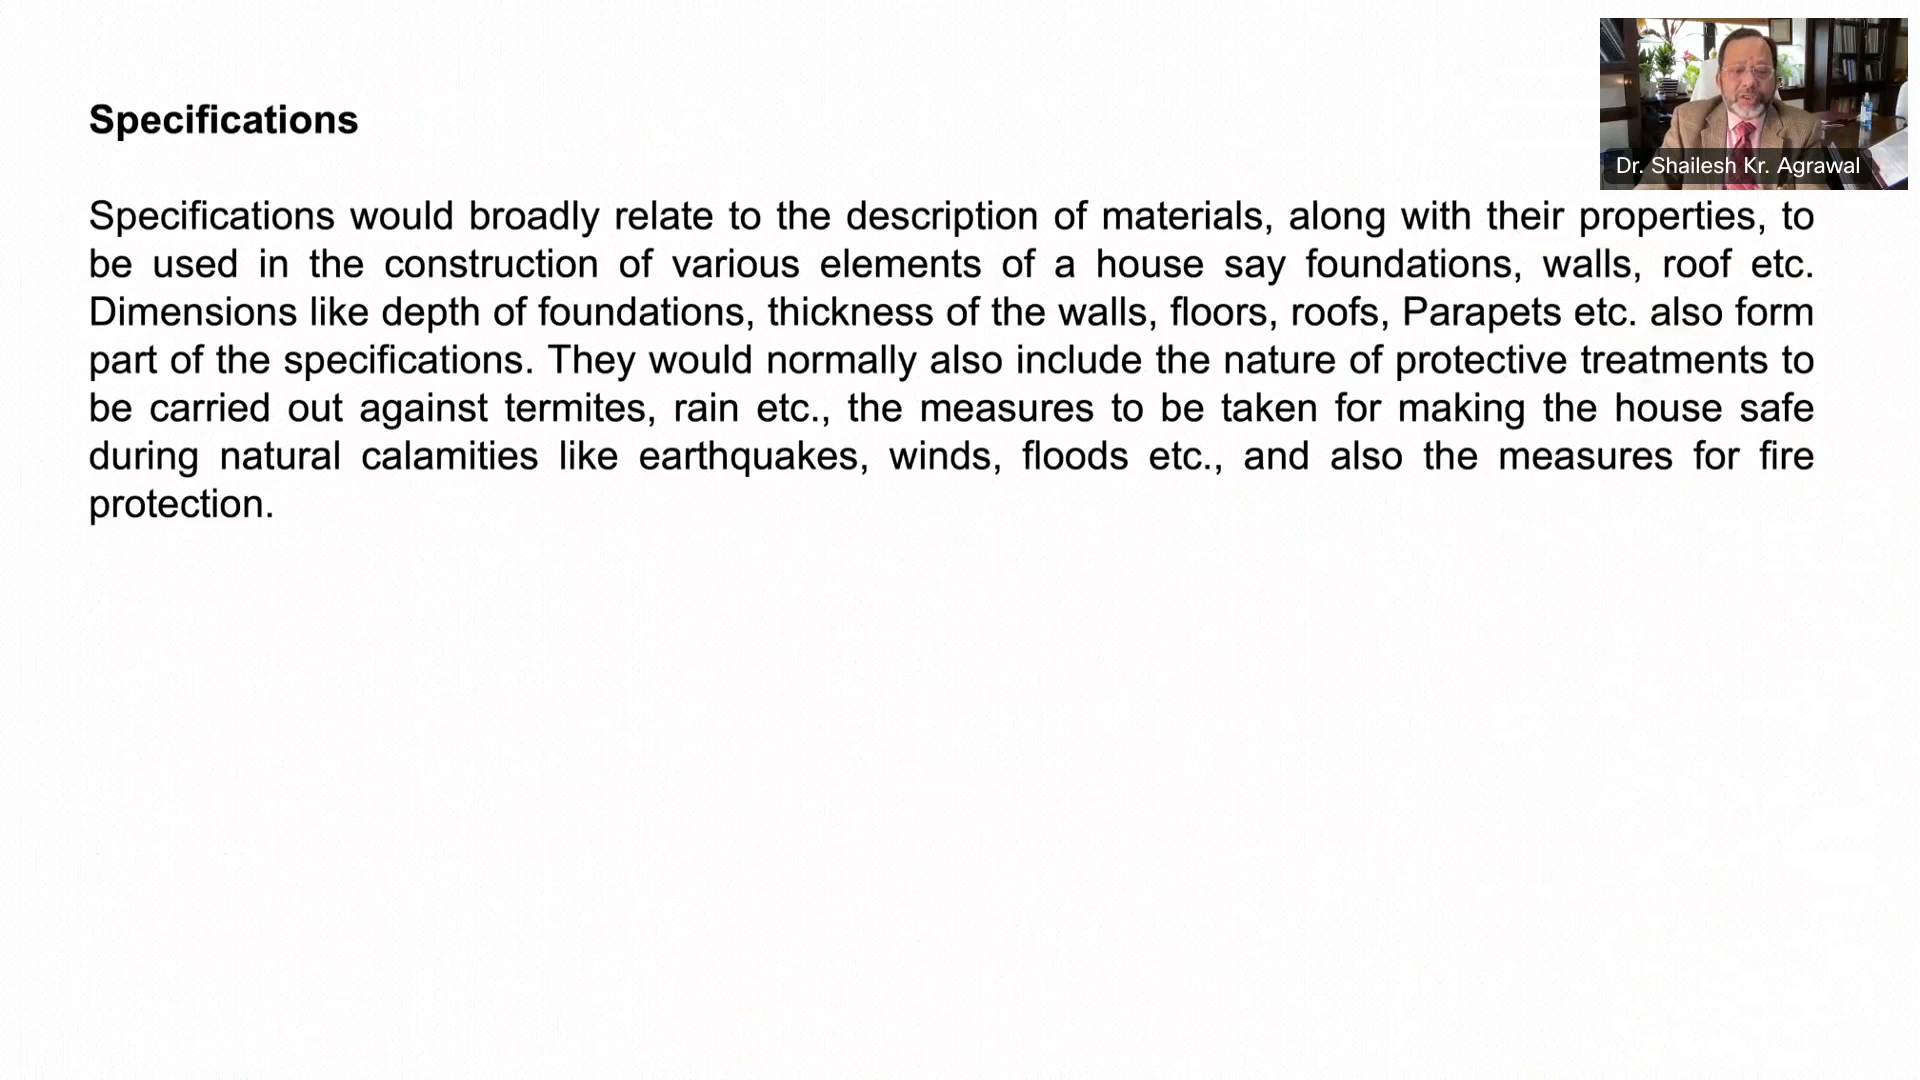 Specifications
Dr. Shailesh Kr. Agrawal
Specifications would broadly relate to the description of materials, along with their properties, to
be used in the construction of various elements of a house say foundations, walls, roof etc.
Dimensions like depth of foundations, thickness of the walls, floors, roofs, Parapets etc. also form
part of the specifications. They would normally also include the nature of protective treatments to
be carried out against termites, rain etc., the measures to be taken for making the house safe
during natural calamities like earthquakes, winds, floods etc., and also the measures for fire
protection.